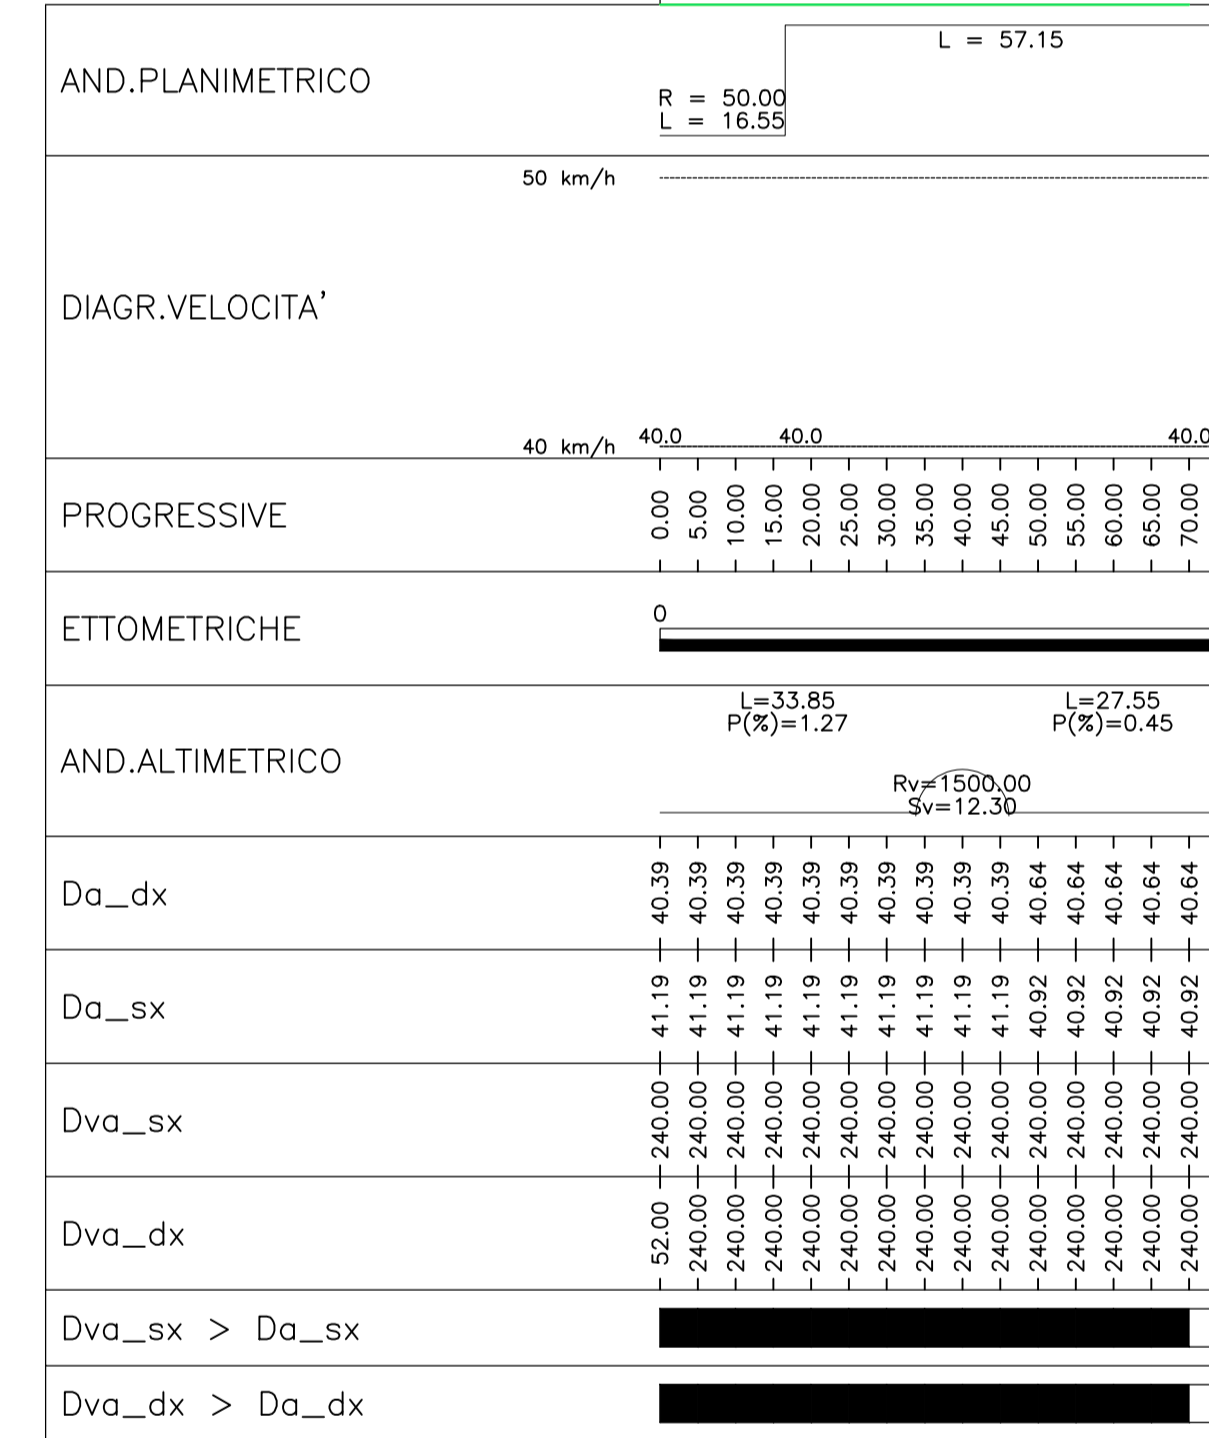 AND.PLANIMETRICO
L = 57.15
R = 50.00
L = 16.55
50 km/h
DIAGR.VELOCITA'
40 km/h
40.0 40.0 40.0
PROGRESSIVE
0.00 5.00 10.00 15.00 20.00 25.00 30.00 35.00 40.00 45.00 50.00 55.00 60.00 65.00 70.00
ETTOMETRICHE
0
AND.ALTIMETRICO
L=33.85 L=27.55
P(%)=1.27 P(%)=0.45
Rv=1500.00
Sv=12.30
Da_dx
40.39 40.39 40.39 40.39 40.39 40.39 40.39 40.39 40.39 40.39 40.64 40.64 40.64 40.64 40.64
Da_sx
41.19 41.19 41.19 41.19 41.19 41.19 41.19 41.19 41.19 41.19 40.92 40.92 40.92 40.92 40.92
Dva_sx
240.00 240.00 240.00 240.00 240.00 240.00 240.00 240.00 240.00 240.00 240.00 240.00 240.00 240.00 240.00
Dva_dx
52.00 240.00 240.00 240.00 240.00 240.00 240.00 240.00 240.00 240.00 240.00 240.00 240.00 240.00 240.00
Dva_sx > Da_sx
Dva_dx > Da_dx